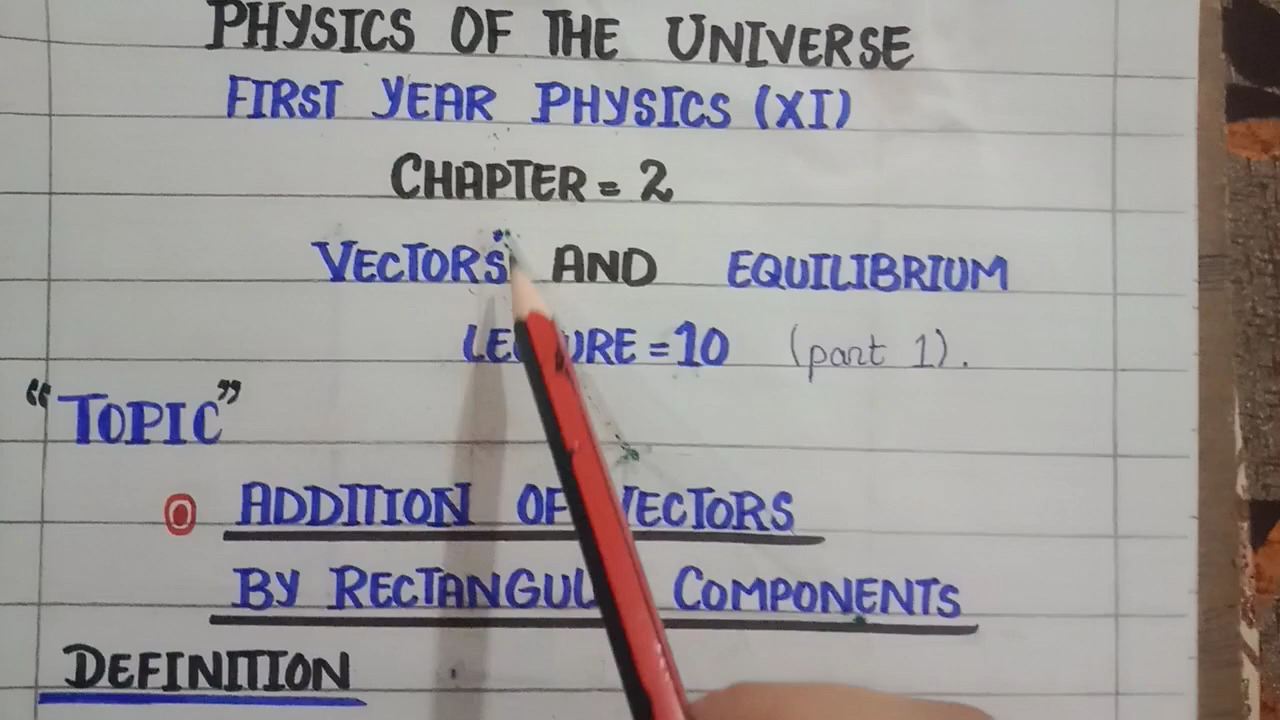 PHYSICS OF THE UNIVERSE
FIRST YEAR PHYSICS (XI)
CHAPTER = 2
VECTORS AND EQUILIBRIUM
= 10 (part 1).
"TOPIC"
ADDITION OF VECTORS
BY COMPONENTS
DEFINITION